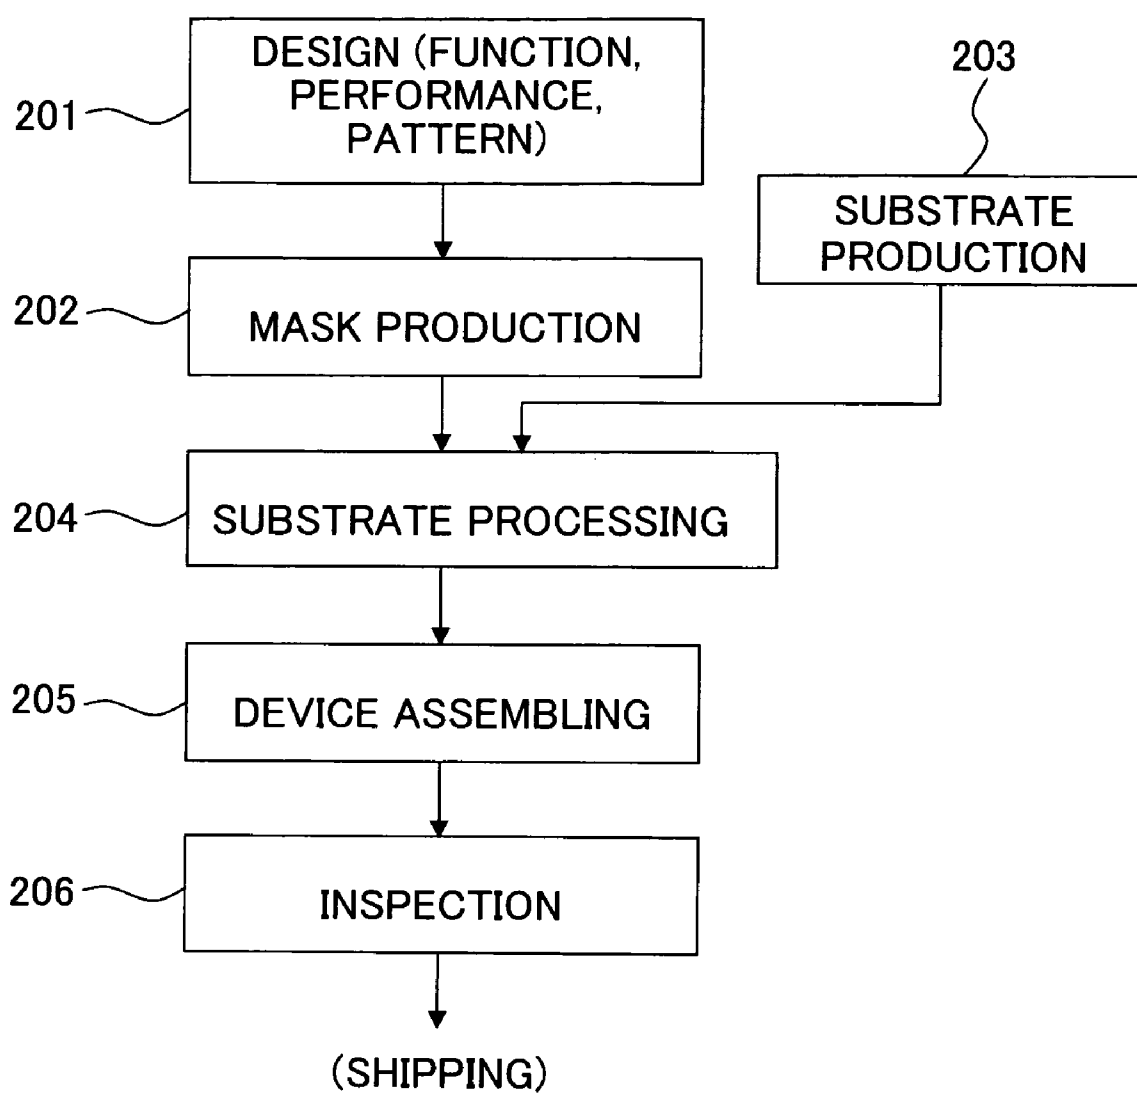 201
DESIGN (FUNCTION,
PERFORMANCE,
PATTERN)
203
SUBSTRATE
PRODUCTION
202
MASK PRODUCTION
204
SUBSTRATE PROCESSING
205
DEVICE ASSEMBLING
206
INSPECTION
(SHIPPING)